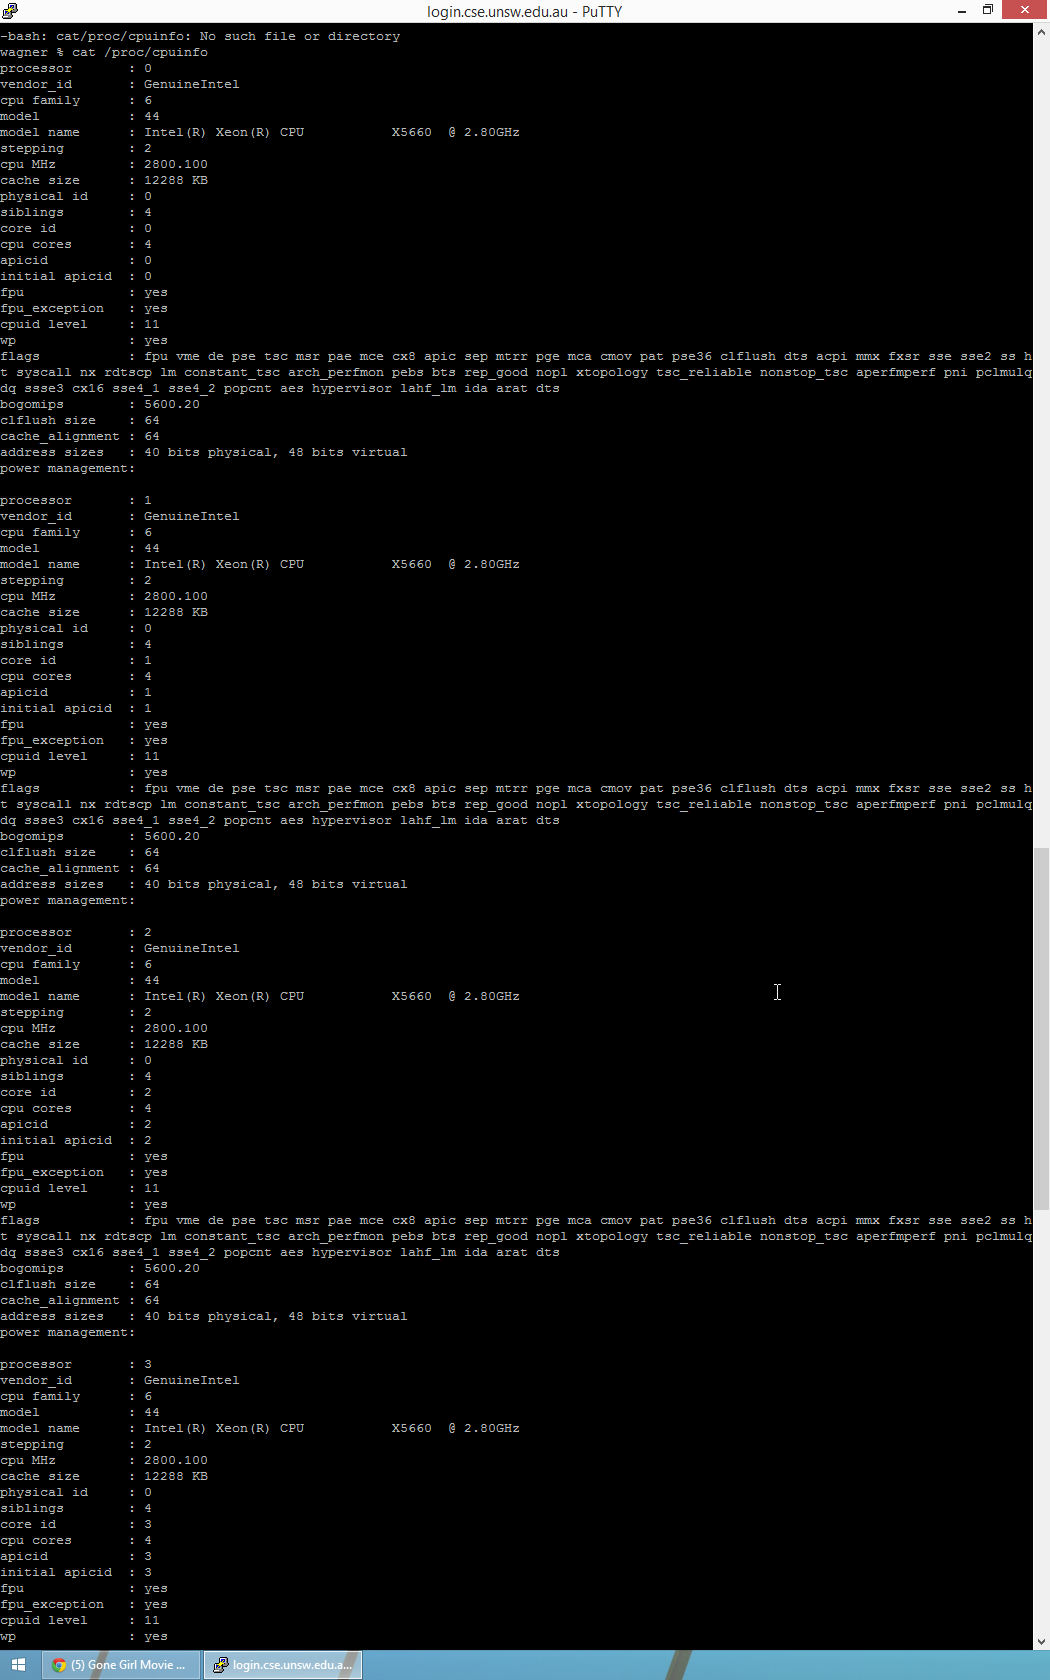 login.cse.unsw.edu.au - PuTTY
-bash: cat/proc/cpuinfo: No such file or directory
wagner % cat /proc/cpuinfo
processor : 0
vendor_id : GenuineIntel
cpu family : 6
model : 44
model name : Intel(R) Xeon(R) CPU X5660 @ 2.80GHz
stepping : 2
cpu MHz : 2800.100
cache size : 12288 KB
physical id : 0
siblings : 4
core id : 0
cpu cores : 4
apicid : 0
initial apicid : 0
fpu : yes
fpu_exception : yes
cpuid level : 11
wp : yes
flags : fpu vme de pse tsc msr pae mce cx8 apic sep mtrr pge mca cmov pat pse36 clflush dts acpi mmx fxsr sse sse2 ss h
t syscall nx rdtscp lm constant_tsc arch_perfmon pebs bts rep_good nopl xtopology tsc_reliable nonstop_tsc aperfmperf pni pclmulq
dq ssse3 cx16 sse4_1 sse4_2 popcnt aes hypervisor lahf_lm ida arat dts
bogomips : 5600.20
clflush size : 64
cache_alignment : 64
address sizes : 40 bits physical, 48 bits virtual
power management:
processor : 1
vendor_id : GenuineIntel
cpu family : 6
model : 44
model name : Intel(R) Xeon(R) CPU X5660 @ 2.80GHz
stepping : 2
cpu MHz : 2800.100
cache size : 12288 KB
physical id : 0
siblings : 4
core id : 1
cpu cores : 4
apicid : 1
initial apicid : 1
fpu : yes
fpu_exception : yes
cpuid level : 11
wp : yes
flags : fpu vme de pse tsc msr pae mce cx8 apic sep mtrr pge mca cmov pat pse36 clflush dts acpi mmx fxsr sse sse2 ss h
t syscall nx rdtscp lm constant_tsc arch_perfmon pebs bts rep_good nopl xtopology tsc_reliable nonstop_tsc aperfmperf pni pclmulq
dq ssse3 cx16 sse4_1 sse4_2 popcnt aes hypervisor lahf_lm ida arat dts
bogomips : 5600.20
clflush size : 64
cache_alignment : 64
address sizes : 40 bits physical, 48 bits virtual
power management:
processor : 2
vendor_id : GenuineIntel
cpu family : 6
model : 44
model name : Intel(R) Xeon(R) CPU X5660 @ 2.80GHz
stepping : 2
cpu MHz : 2800.100
cache size : 12288 KB
physical id : 0
siblings : 4
core id : 2
cpu cores : 4
apicid : 2
initial apicid : 2
fpu : yes
fpu_exception : yes
cpuid level : 11
wp : yes
flags : fpu vme de pse tsc msr pae mce cx8 apic sep mtrr pge mca cmov pat pse36 clflush dts acpi mmx fxsr sse sse2 ss h
t syscall nx rdtscp lm constant_tsc arch_perfmon pebs bts rep_good nopl xtopology tsc_reliable nonstop_tsc aperfmperf pni pclmulq
dq ssse3 cx16 sse4_1 sse4_2 popcnt aes hypervisor lahf_lm ida arat dts
bogomips : 5600.20
clflush size : 64
cache_alignment : 64
address sizes : 40 bits physical, 48 bits virtual
power management:
processor : 3
vendor_id : GenuineIntel
cpu family : 6
model : 44
model name : Intel(R) Xeon(R) CPU X5660 @ 2.80GHz
stepping : 2
cpu MHz : 2800.100
cache size : 12288 KB
physical id : 0
siblings : 4
core id : 3
cpu cores : 4
apicid : 3
initial apicid : 3
fpu : yes
fpu_exception : yes
cpuid level : 11
wp : yes
(5) Gone Girl Movie ...
login.cse.unsw.edu.a...